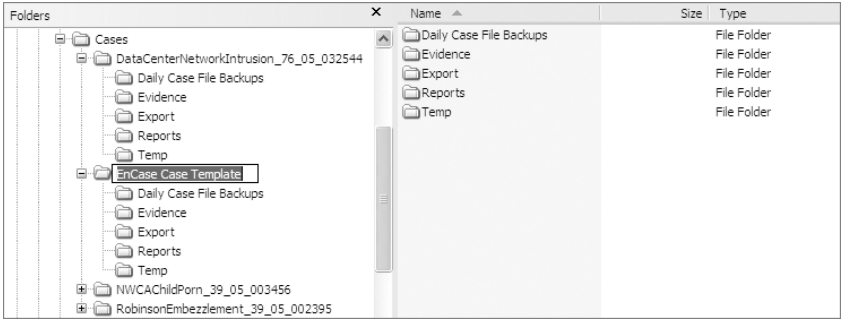 Folders
×
Cases
DataCenterNetworkIntrusion_76_05_032544
Daily Case File Backups
Evidence
Export
Reports
Temp
EnCase Case Template
Daily Case File Backups
Evidence
Export
Reports
Temp
NWCAChildPorn_39_05_003456
RobinsonEmbezzlement_39_05_002395
Name Size Type
Daily Case File Backups File Folder
Evidence File Folder
Export File Folder
Reports File Folder
Temp File Folder